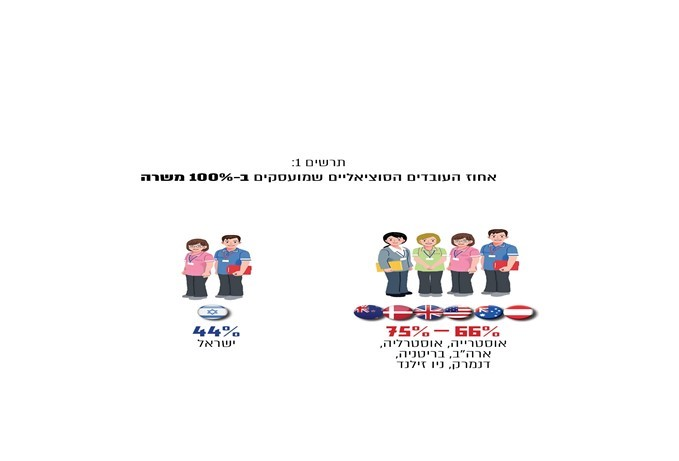 תרשים 1:
אחוז העובדים הסוציאליים שמועסקים ב-100% משרה
75% — 66%
אוסטרייה, אוסטרליה,
ארה"ב, בריטניה,
דנמרק, ניו זילנד
44%
ישראל